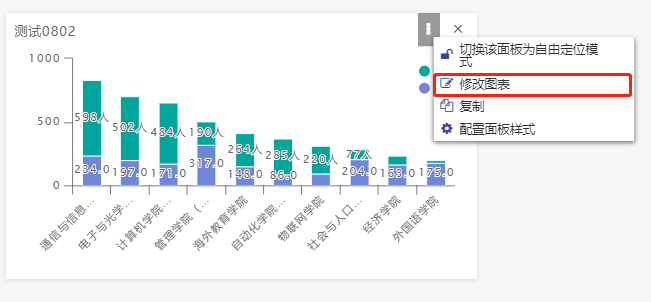 测试0802
切换该面板为自由定位模
式
修改图表
复制
配置面板样式
1000
500
0
598人
502人
484人
190人
264人
285人
220人
77人
234.0
197.0
171.0
317.0
148.0
86.0
204.0
163.0
175.0
通信与信息...
电子与光学...
计算机学院...
管理学院（...
海外教育学院
自动化学院...
物联网学院
社会与人口...
经济学院
外国语学院